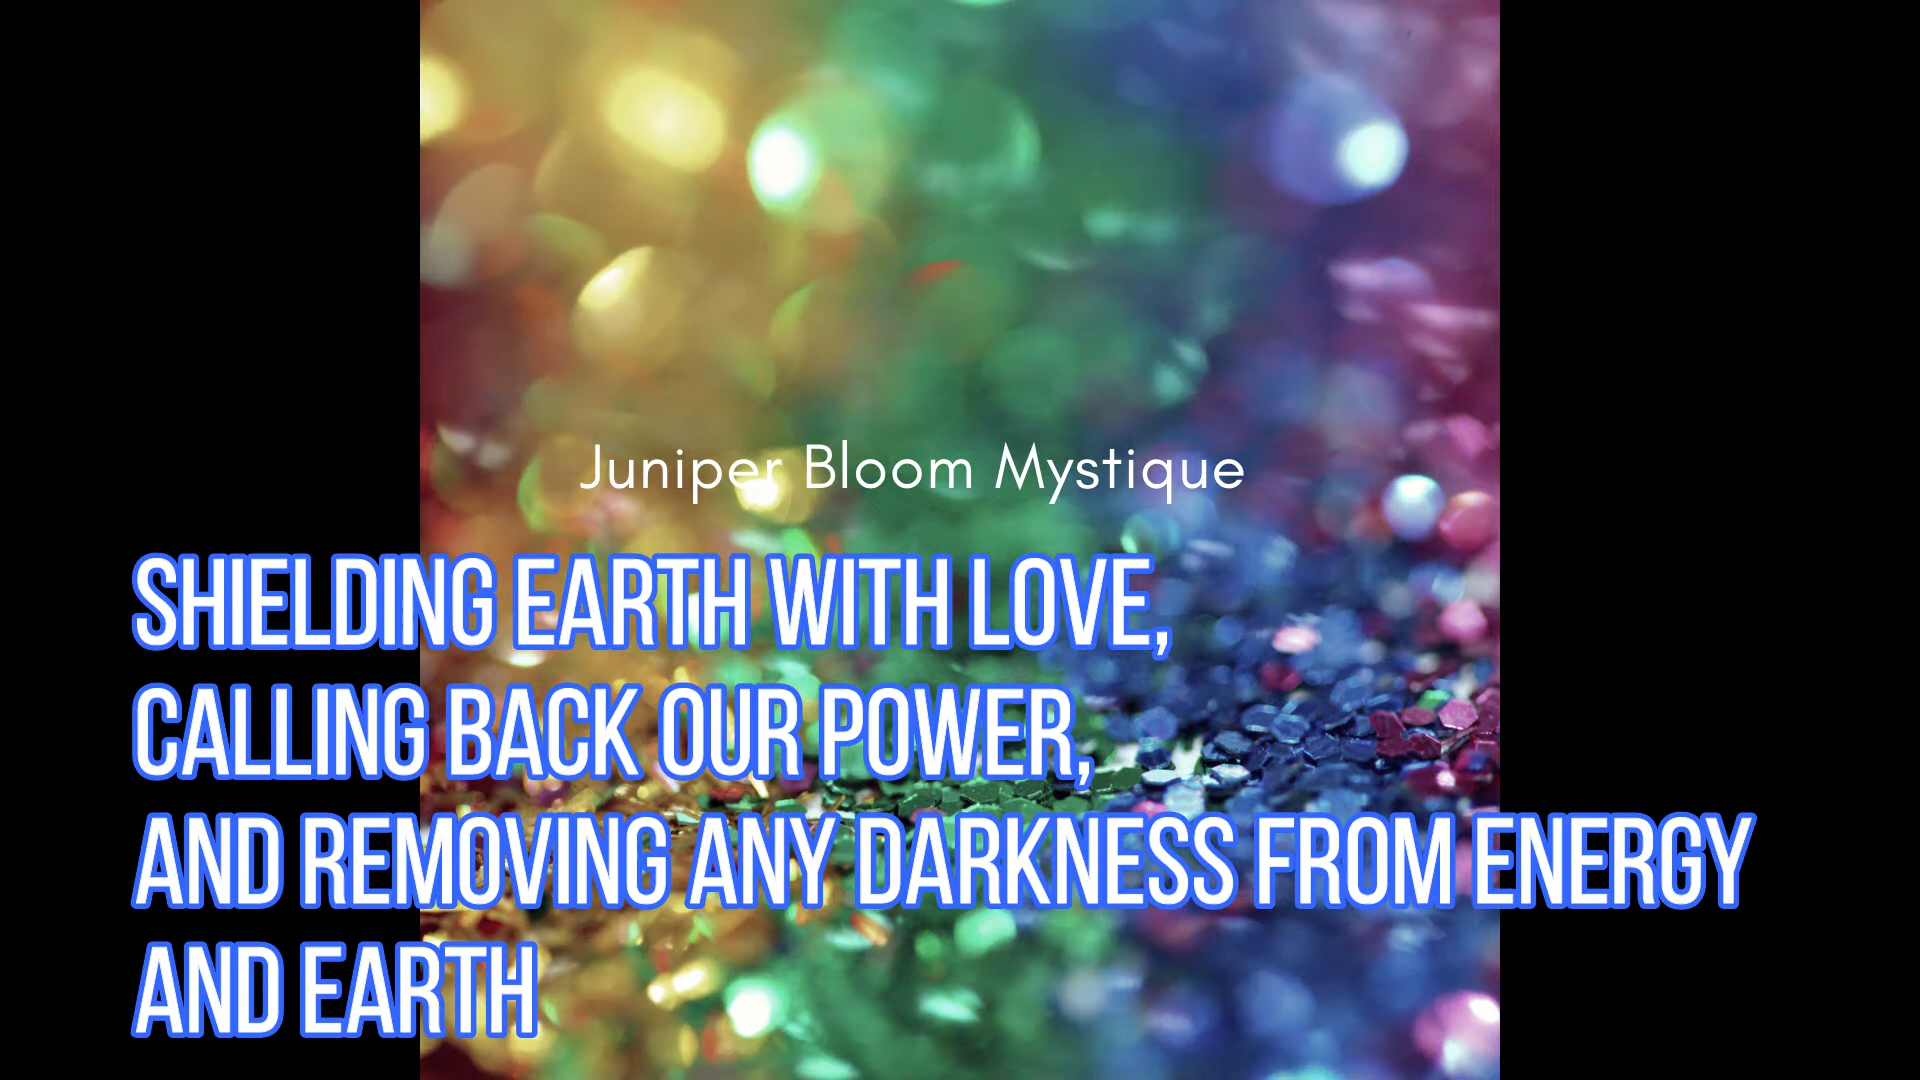 Juniper Bloom Mystique
SHIELDING EARTH WITH LOVE,
CALLING BACK OUR POWER,
AND REMOVING ANY DARKNESS FROM ENERGY
AND EARTH